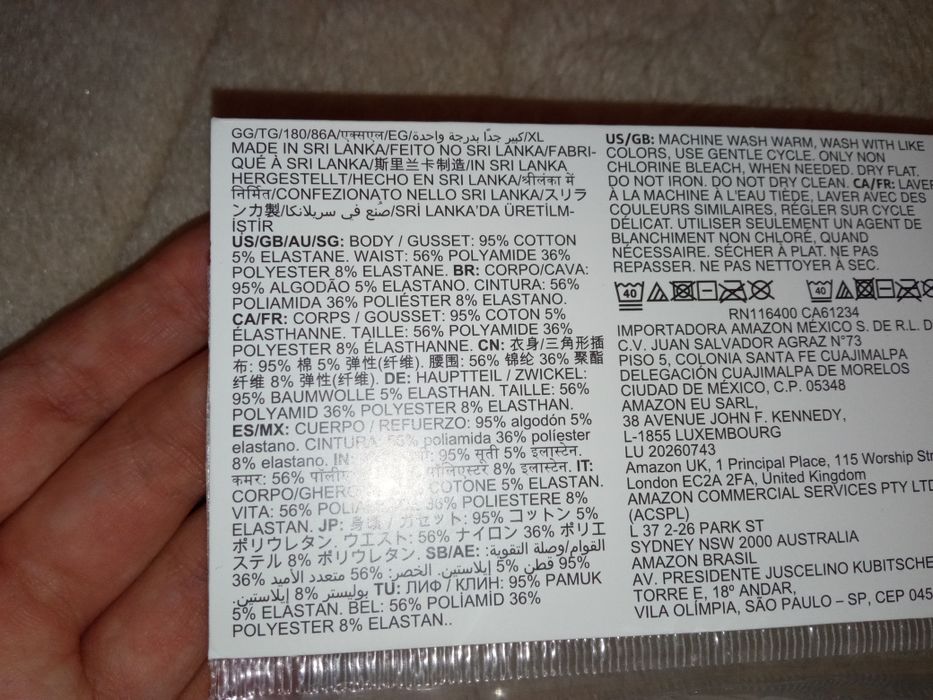 GG/TG/180/86A/एक्सएल/EG/كبير جدًا بدرجة واحدة/XL
MADE IN SRI LANKA/FEITO NO SRI LANKA/FABRI-
QUÉ À SRI LANKA/斯里兰卡制造/IN SRI LANKA
HERGESTELLT/HECHO EN SRI LANKA/श्रीलंका में
निर्मित/CONFEZIONATO NELLO SRI LANKA/スリラ
ンカ製/صُنع في سريلانكا/SRİ LANKA'DA ÜRETİLM-
İŞTİR
US/GB/AU/SG: BODY / GUSSET: 95% COTTON
5% ELASTANE. WAIST: 56% POLYAMIDE 36%
POLYESTER 8% ELASTANE. BR: CORPO/CAVA:
95% ALGODÃO 5% ELASTANO. CINTURA: 56%
POLIAMIDA 36% POLIÉSTER 8% ELASTANO.
CA/FR: CORPS / GOUSSET: 95% COTON 5%
ÉLASTHANNE. TAILLE: 56% POLYAMIDE 36%
POLYESTER 8% ÉLASTHANNE. CN: 衣身/三角形插
布: 95% 棉 5% 弹性(纤维). 腰围: 56% 锦纶 36% 聚酯
纤维 8% 弹性(纤维). DE: HAUPTTEIL / ZWICKEL:
95% BAUMWOLLE 5% ELASTHAN. TAILLE: 56%
POLYAMID 36% POLYESTER 8% ELASTHAN.
ES/MX: CUERPO / REFUERZO: 95% algodón 5%
elastano. CINTURA: 56% poliamida 36% poliéster
8% elastano. IN: 95% सूती 5% इलास्टेन.
कमर: 56% पॉलिएस्टर 8% इलास्टेन. IT:
CORPO/GHERO COTONE 5% ELASTAN.
VITA: 56% POLIA 36% POLIESTERE 8%
ELASTAN. JP: 身頃 / ガセット: 95% コットン 5%
ポリウレタン. ウエスト: 56% ナイロン 36% ポリエ
ステル 8% ポリウレタン. SB/AE: القوام/وصلة التقوية:
95% قطن 5% إيلاستين. الخصر: 56% متعدد الأميد 36%
بوليستر 8% إيلاستين. TU: ЛИФ / КЛИН: 95% PAMUK
5% ELASTAN. BEL: 56% POLİAMİD 36%
POLYESTER 8% ELASTAN..
US/GB: MACHINE WASH WARM, WASH WITH LIKE
COLORS, USE GENTLE CYCLE. ONLY NON
CHLORINE BLEACH, WHEN NEEDED. DRY FLAT.
DO NOT IRON. DO NOT DRY CLEAN. CA/FR: LAVER
À LA MACHINE À L'EAU TIÈDE, LAVER AVEC DES
COULEURS SIMILAIRES, RÉGLER SUR CYCLE
DÉLICAT. UTILISER SEULEMENT UN AGENT DE
BLANCHIMENT NON CHLORÉ, QUAND
NÉCESSAIRE. SÉCHER À PLAT. NE PAS
REPASSER. NE PAS NETTOYER À SEC.
40 40
RN116400 CA61234
IMPORTADORA AMAZON MÉXICO S. DE R.L. D
C.V. JUAN SALVADOR AGRAZ N°73
PISO 5, COLONIA SANTA FE CUAJIMALPA
DELEGACIÓN CUAJIMALPA DE MORELOS
CIUDAD DE MÉXICO, C.P. 05348
AMAZON EU SARL,
38 AVENUE JOHN F. KENNEDY,
L-1855 LUXEMBOURG
LU 20260743
Amazon UK, 1 Principal Place, 115 Worship Str
London EC2A 2FA, United Kingdom
AMAZON COMMERCIAL SERVICES PTY LTD
(ACSPL)
L 37 2-26 PARK ST
SYDNEY NSW 2000 AUSTRALIA
AMAZON BRASIL
AV. PRESIDENTE JUSCELINO KUBITSCHE
TORRE E, 18º ANDAR,
VILA OLÍMPIA, SÃO PAULO – SP, CEP 045